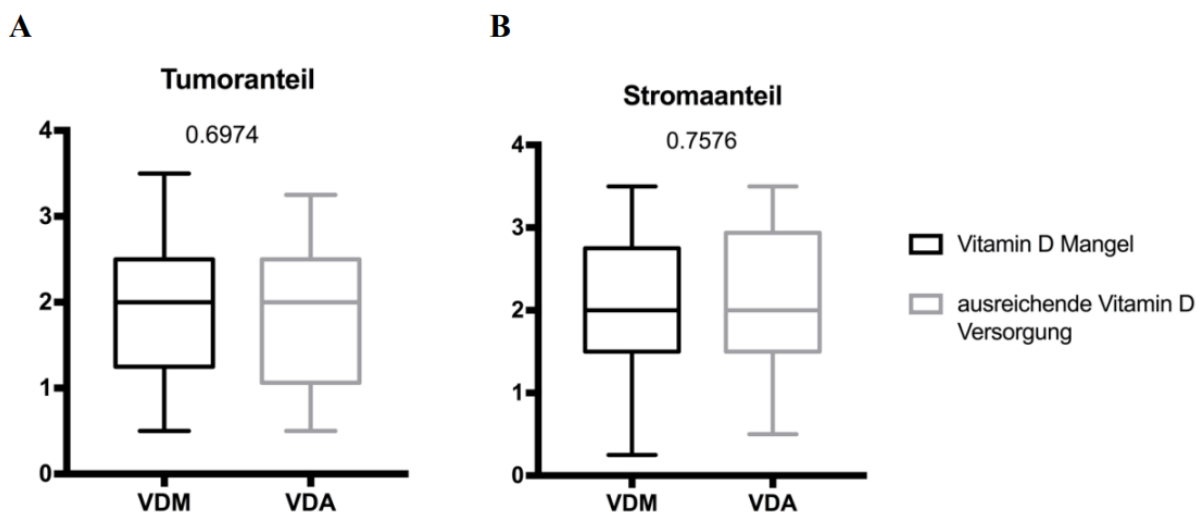 A
Tumoranteil
0.6974
4
3
2
1
0
VDM VDA
B
Stromaanteil
0.7576
4
3
2
1
0
VDM VDA
Vitamin D Mangel
ausreichende Vitamin D
Versorgung